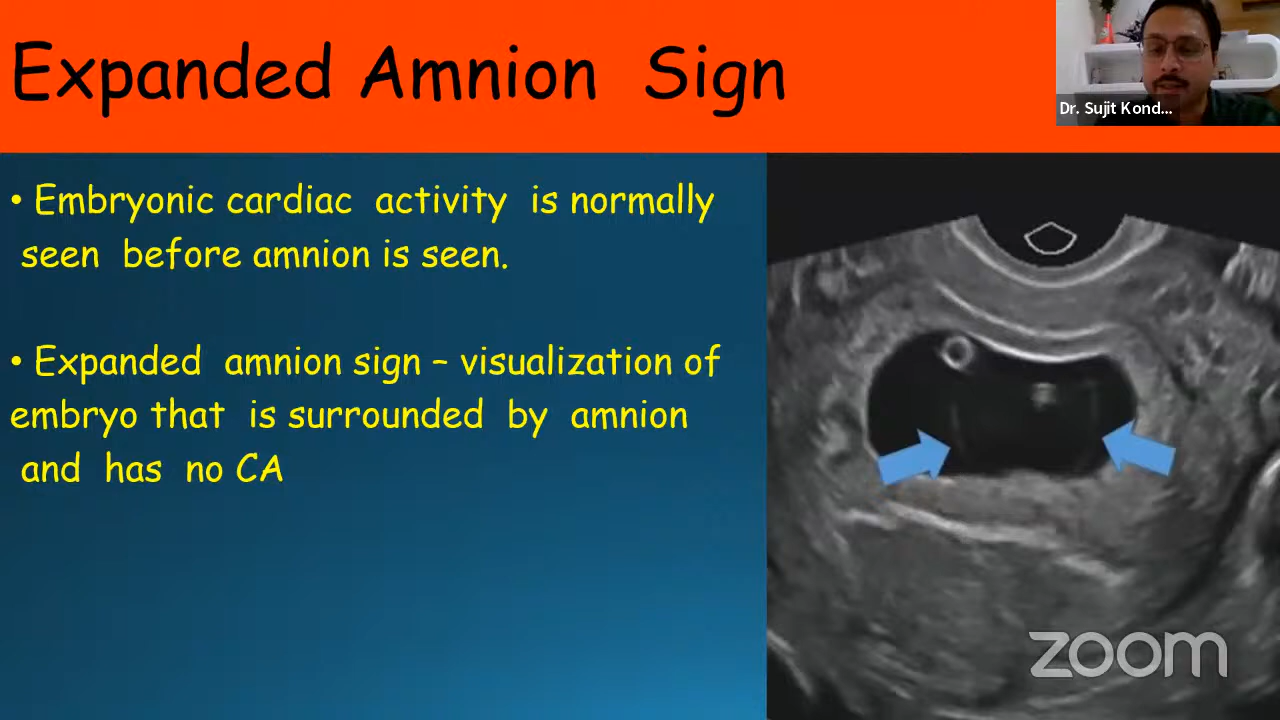 Expanded Amnion Sign
Dr. Sujit Kond...
• Embryonic cardiac activity is normally
seen before amnion is seen.
• Expanded amnion sign – visualization of
embryo that is surrounded by amnion
and has no CA
zoom